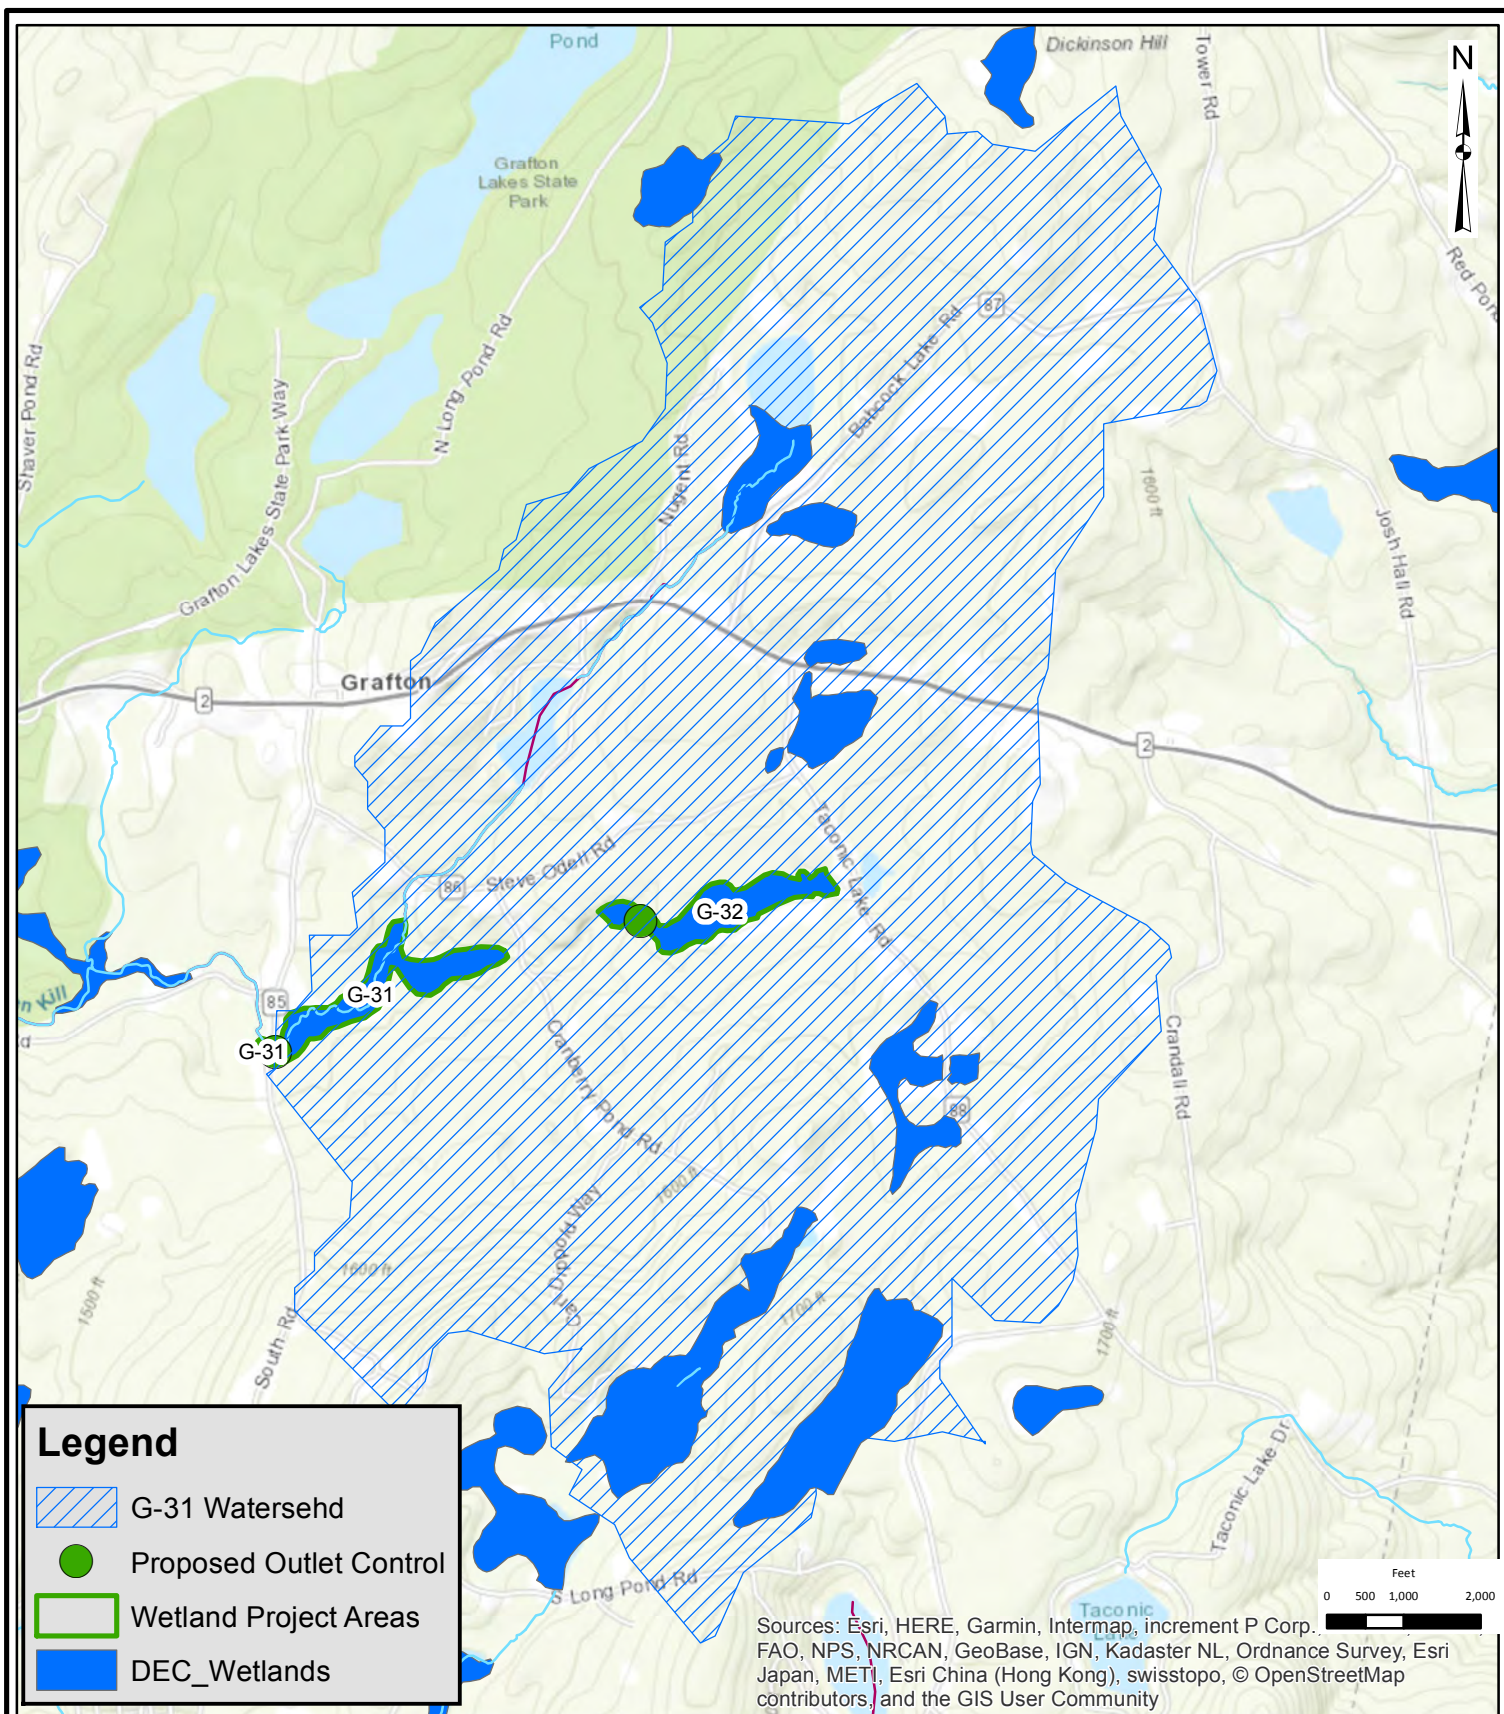 Pond
Dickinson Hill
Tower Rd
N
Grafton
Lakes State
Park
Red Pond
87
Babcock Lake Rd
Shaver Pond Rd
N Long Pond Rd
Grafton Lakes State Park Way
Nugent Rd
1600 ft
Josh Hall Rd
Grafton
2
2
Taconic Lake Rd
Steve Odell Rd
86
G-32
G-31
85
n Kill
G-31
Cranberry Pond Rd
Crandall Rd
88
1600 ft
Dypold Way
1600 ft
1500 ft
1700 ft
1700 ft
South Rd
Taconic Lake Dr
S Long Pond Rd
Taconic
Legend
G-31 Watersehd
Proposed Outlet Control
Wetland Project Areas
DEC_Wetlands
Feet
0 500 1,000 2,000
Sources: Esri, HERE, Garmin, Intermap, increment P Corp.,
FAO, NPS, NRCAN, GeoBase, IGN, Kadaster NL, Ordnance Survey, Esri
Japan, METI, Esri China (Hong Kong), swisstopo, © OpenStreetMap
contributors, and the GIS User Community